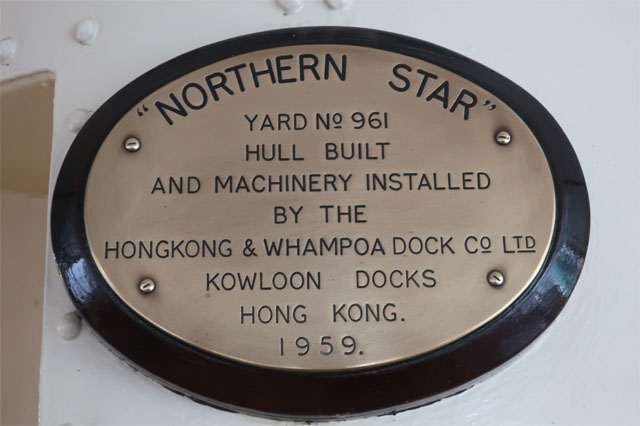 "NORTHERN STAR"
YARD Nº 961
HULL BUILT
AND MACHINERY INSTALLED
BY THE
HONGKONG & WHAMPOA DOCK Cº LTD
KOWLOON DOCKS
HONG KONG.
1959.